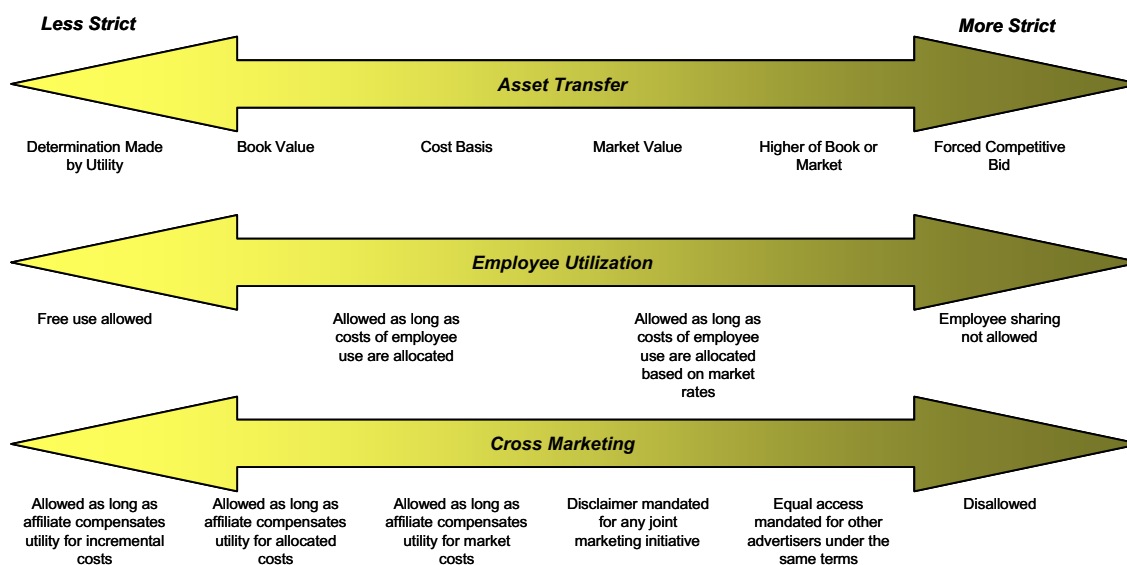 Less Strict
More Strict
Asset Transfer
Determination Made
by Utility
Book Value
Cost Basis
Market Value
Higher of Book or
Market
Forced Competitive
Bid
Employee Utilization
Free use allowed
Allowed as long as
costs of employee
use are allocated
Allowed as long as
costs of employee
use are allocated
based on market
rates
Employee sharing
not allowed
Cross Marketing
Allowed as long as
affiliate compensates
utility for incremental
costs
Allowed as long as
affiliate compensates
utility for allocated
costs
Allowed as long as
affiliate compensates
utility for market
costs
Disclaimer mandated
for any joint
marketing initiative
Equal access
mandated for other
advertisers under the
same terms
Disallowed